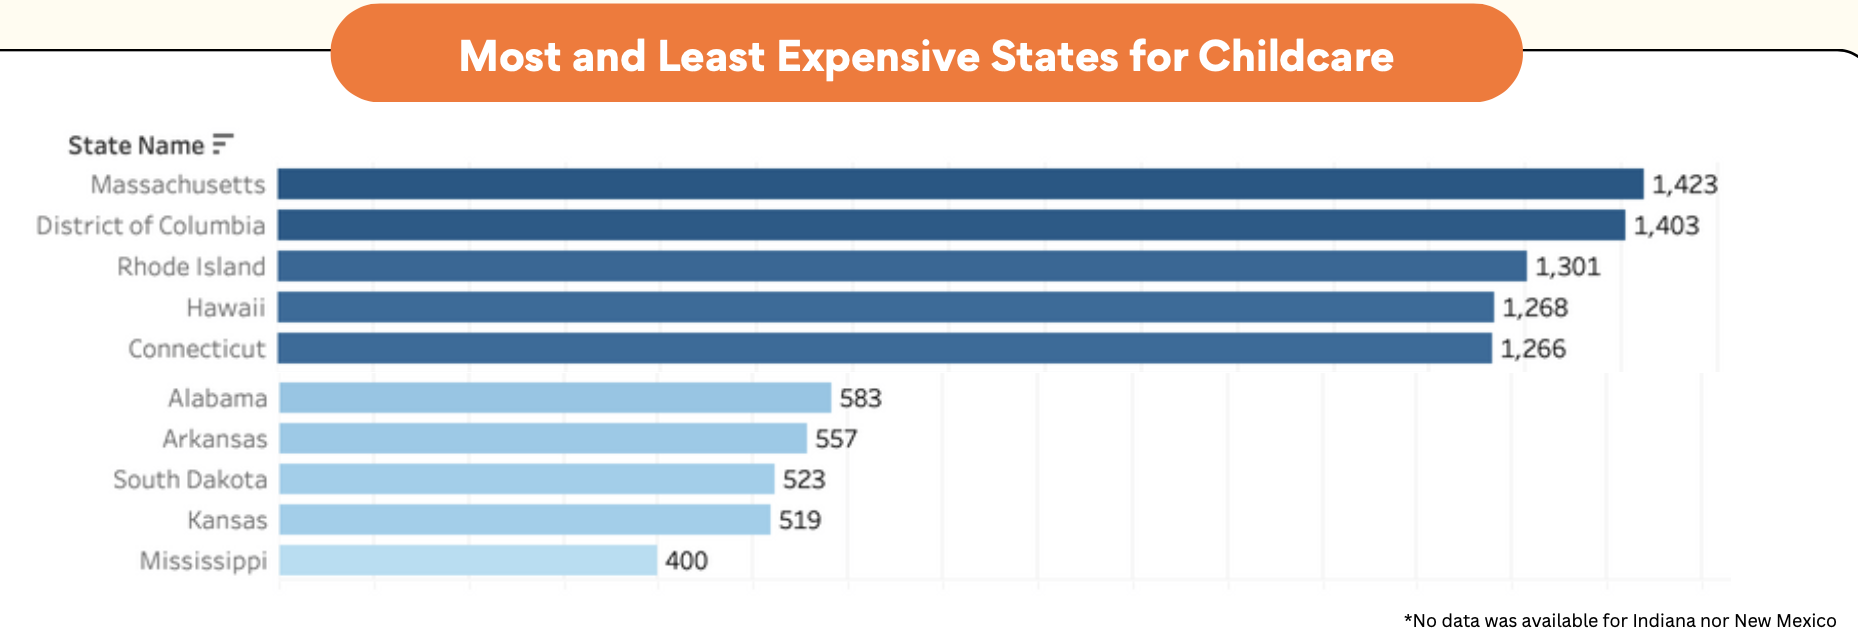 Most and Least Expensive States for Childcare
State Name
Massachusetts 1,423
District of Columbia 1,403
Rhode Island 1,301
Hawaii 1,268
Connecticut 1,266
Alabama 583
Arkansas 557
South Dakota 523
Kansas 519
Mississippi 400
*No data was available for Indiana nor New Mexico